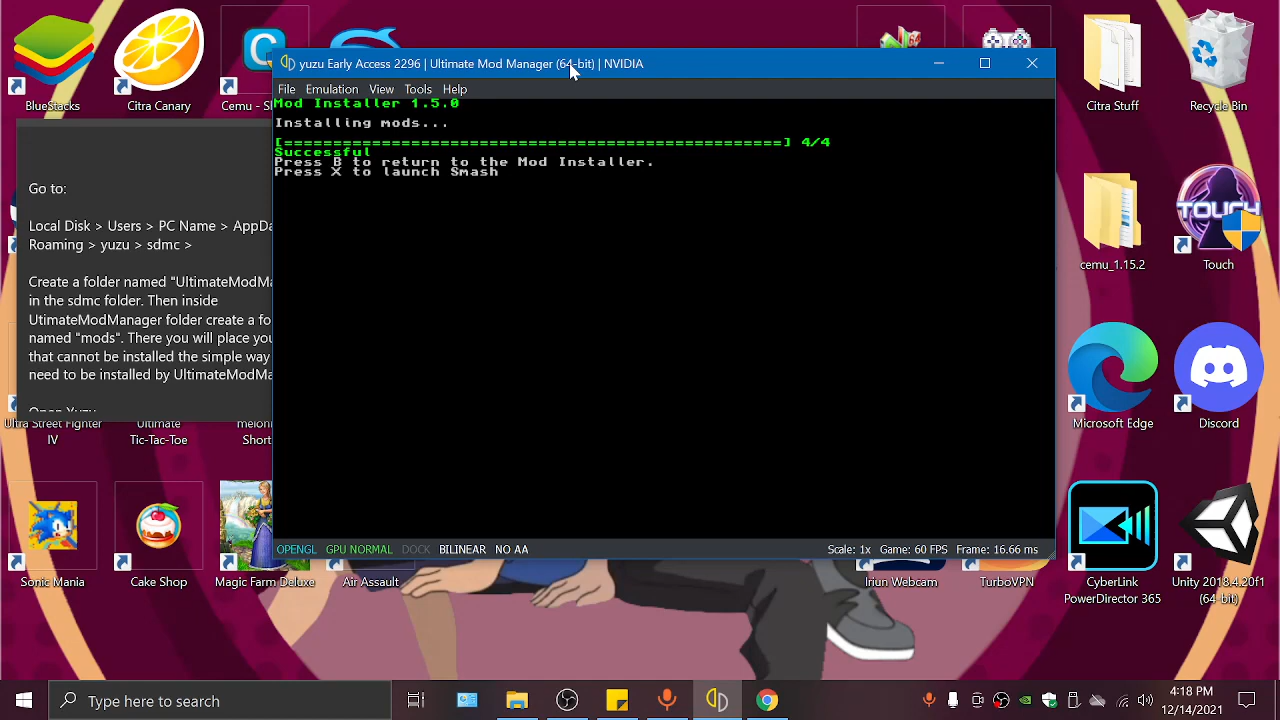 yuzu Early Access 2296 | Ultimate Mod Manager (64-bit) | NVIDIA
File Emulation View Tools Help
Mod Installer 1.5.0
Installing mods...
[==================================================] 4/4
Successful
Press B to return to the Mod Installer.
Press X to launch Smash
OPENGL GPU NORMAL DOCK BILINEAR NO AA
Scale: 1x Game: 60 FPS Frame: 16.66 ms
Go to:
Local Disk > Users > PC Name > AppDa
Roaming > yuzu > sdmc >
Create a folder named "UltimateModMa
in the sdmc folder. Then inside
UtimateModManager folder create a fo
named "mods". There you will place you
that cannot be installed the simple way
need to be installed by UltimateModMa
Open Yuzu
BlueStacks
Citra Canary
Cemu - S
Citra Stuff
Recycle Bin
cemu_1.15.2
Touch
TOUCH
Ultra Street Fighter
IV
Ultimate
Tic-Tac-Toe
melon
Short
Microsoft Edge
Discord
Sonic Mania
Cake Shop
Magic Farm Deluxe
Air Assault
Iriun Webcam
TurboVPN
CyberLink
PowerDirector 365
Unity 2018.4.20f1
(64-bit)
Type here to search
4:18 PM
12/14/2021